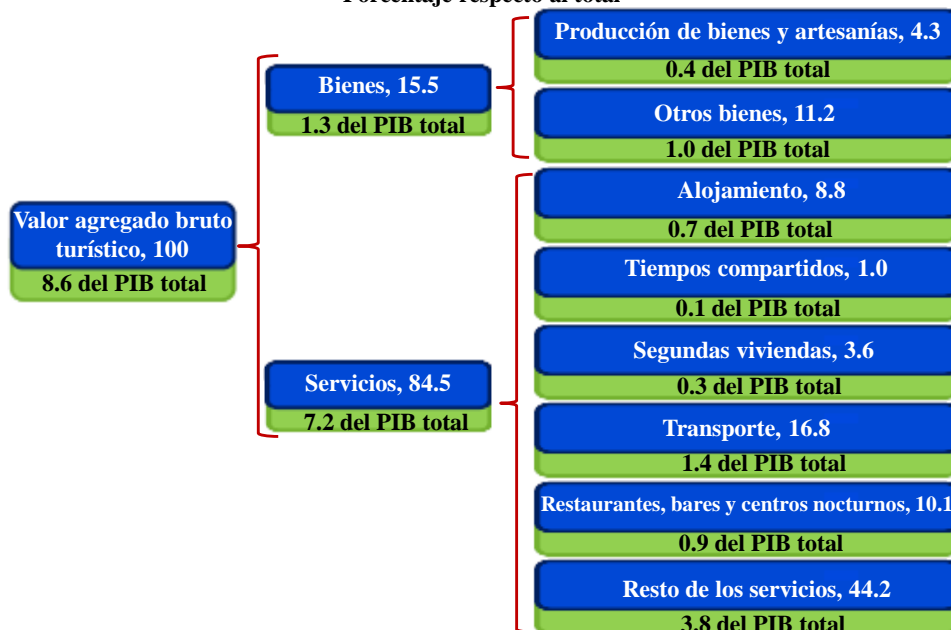 Porcentaje respecto al total
Valor agregado bruto
turístico, 100
8.6 del PIB total
Bienes, 15.5
1.3 del PIB total
Producción de bienes y artesanías, 4.3
0.4 del PIB total
Otros bienes, 11.2
1.0 del PIB total
Servicios, 84.5
7.2 del PIB total
Alojamiento, 8.8
0.7 del PIB total
Tiempos compartidos, 1.0
0.1 del PIB total
Segundas viviendas, 3.6
0.3 del PIB total
Transporte, 16.8
1.4 del PIB total
Restaurantes, bares y centros nocturnos, 10.1
0.9 del PIB total
Resto de los servicios, 44.2
3.8 del PIB total